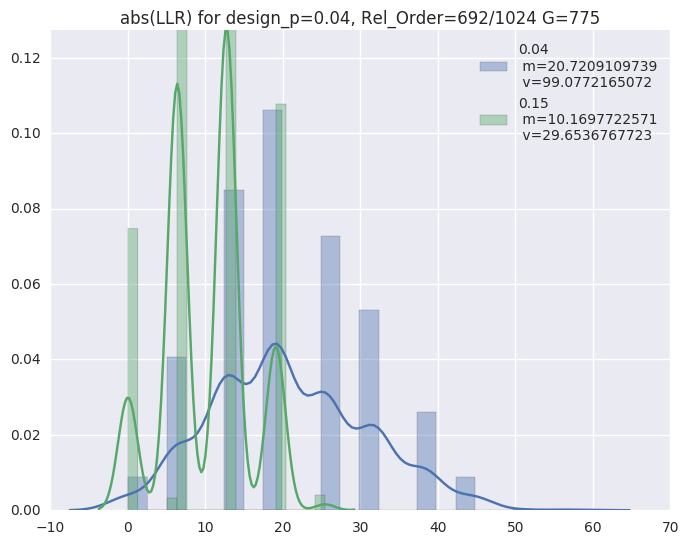 abs(LLR) for design_p=0.04, Rel_Order=692/1024 G=775
0.04
m=20.7209109739
v=99.0772165072
0.15
m=10.1697722571
v=29.6536767723
0.12
0.10
0.08
0.06
0.04
0.02
0.00
−10 0 10 20 30 40 50 60 70